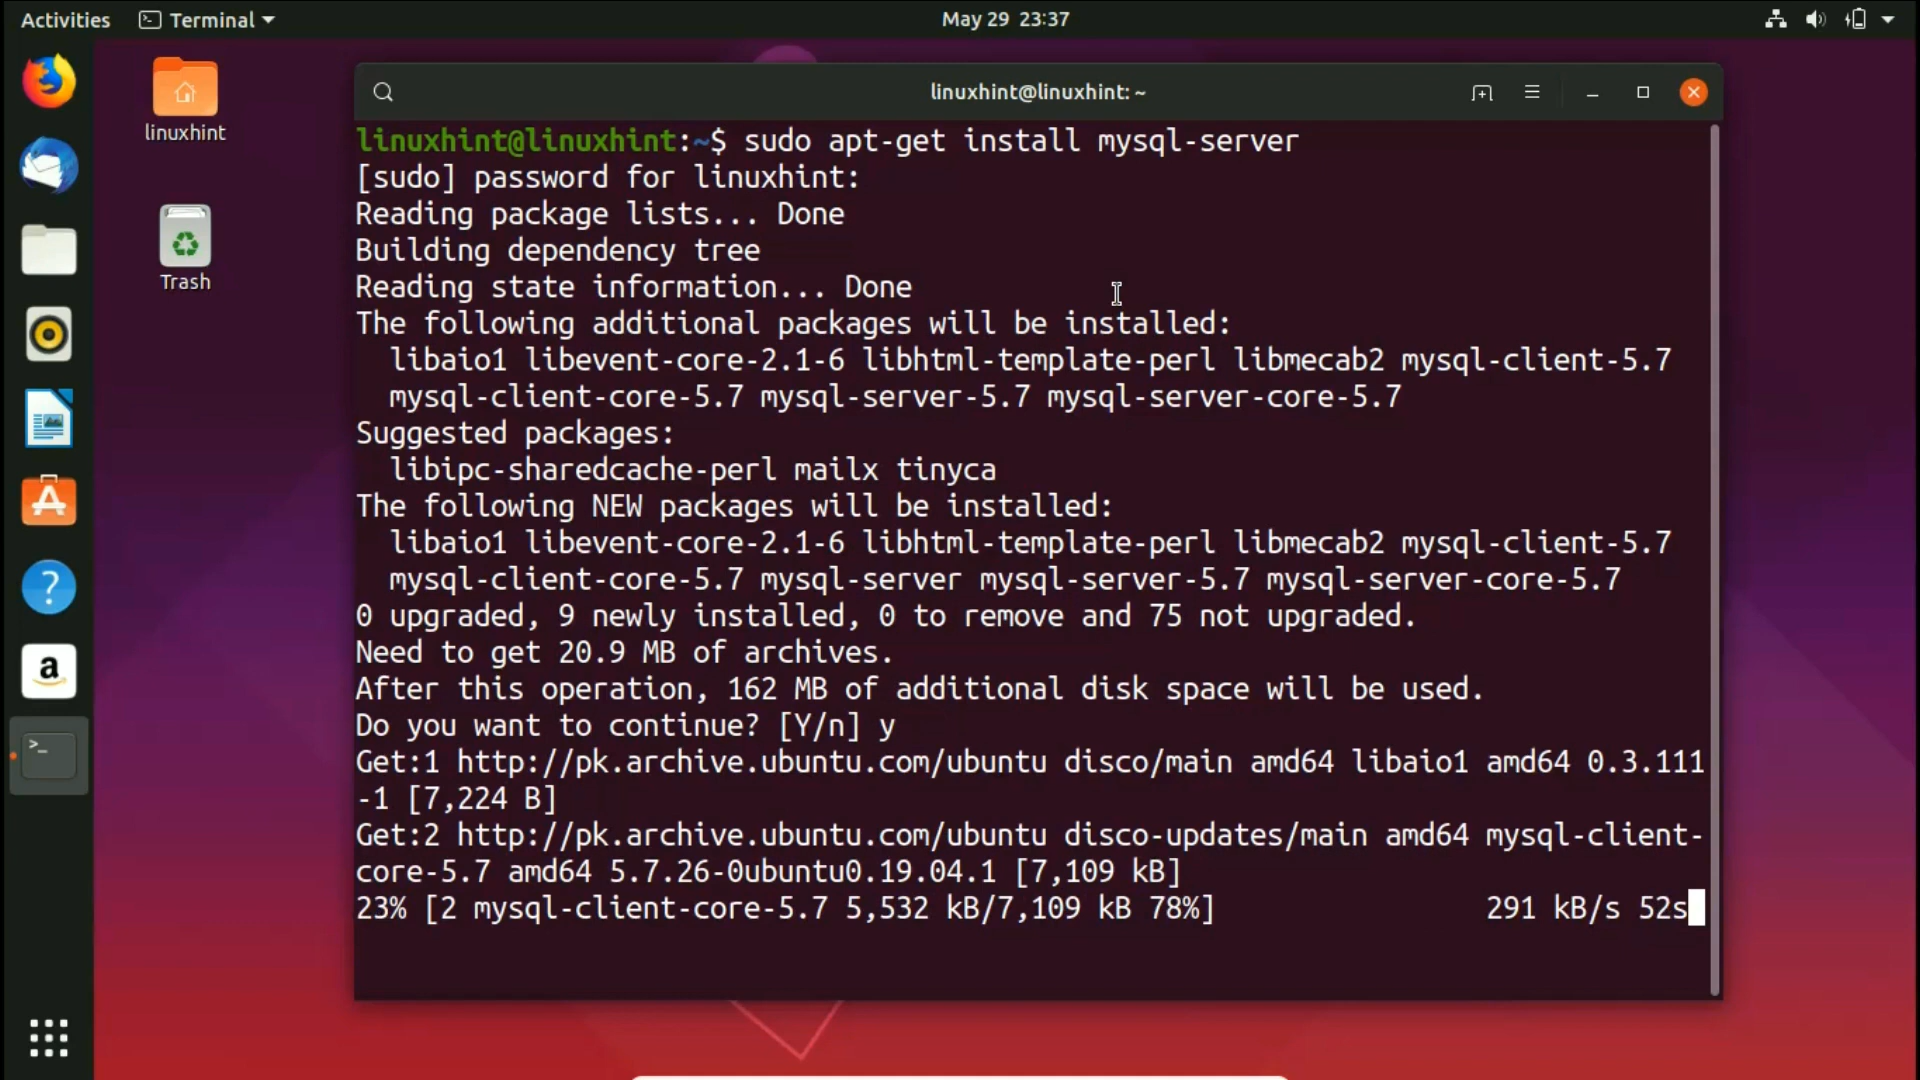 Activities Terminal May 29 23:37
linuxhint
Trash
linuxhint@linuxhint: ~
linuxhint@linuxhint:~$ sudo apt-get install mysql-server
[sudo] password for linuxhint:
Reading package lists... Done
Building dependency tree
Reading state information... Done
The following additional packages will be installed:
  libaio1 libevent-core-2.1-6 libhtml-template-perl libmecab2 mysql-client-5.7
  mysql-client-core-5.7 mysql-server-5.7 mysql-server-core-5.7
Suggested packages:
  libipc-sharedcache-perl mailx tinyca
The following NEW packages will be installed:
  libaio1 libevent-core-2.1-6 libhtml-template-perl libmecab2 mysql-client-5.7
  mysql-client-core-5.7 mysql-server mysql-server-5.7 mysql-server-core-5.7
0 upgraded, 9 newly installed, 0 to remove and 75 not upgraded.
Need to get 20.9 MB of archives.
After this operation, 162 MB of additional disk space will be used.
Do you want to continue? [Y/n] y
Get:1 http://pk.archive.ubuntu.com/ubuntu disco/main amd64 libaio1 amd64 0.3.111
-1 [7,224 B]
Get:2 http://pk.archive.ubuntu.com/ubuntu disco-updates/main amd64 mysql-client-
core-5.7 amd64 5.7.26-0ubuntu0.19.04.1 [7,109 kB]
23% [2 mysql-client-core-5.7 5,532 kB/7,109 kB 78%] 291 kB/s 52s